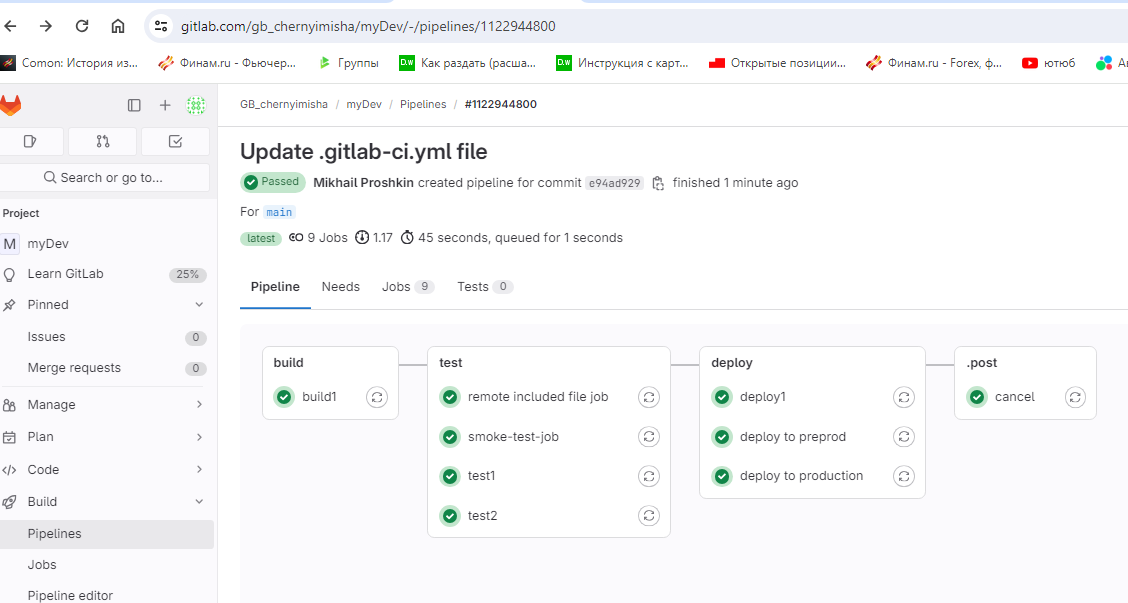 gitlab.com/gb_chernyimisha/myDev/-/pipelines/1122944800
Comon: История из... Финам.ru - Фьючер... Группы D.w Как раздать (расша... D.w Инструкция с карт... Открытые позиции... Финам.ru - Forex, ф... ютюб
GB_chernyimisha / myDev / Pipelines / #1122944800
Update .gitlab-ci.yml file
Search or go to...
Passed Mikhail Proshkin created pipeline for commit e94ad929 finished 1 minute ago
For main
Project
latest 9 Jobs 1.17 45 seconds, queued for 1 seconds
M myDev
Learn GitLab 25%
Pipeline Needs Jobs 9 Tests 0
Pinned
Issues 0
Merge requests 0
Manage
Plan
Code
Build
Pipelines
Jobs
Pipeline editor
build
build1
test
remote included file job
smoke-test-job
test1
test2
deploy
deploy1
deploy to preprod
deploy to production
.post
cancel